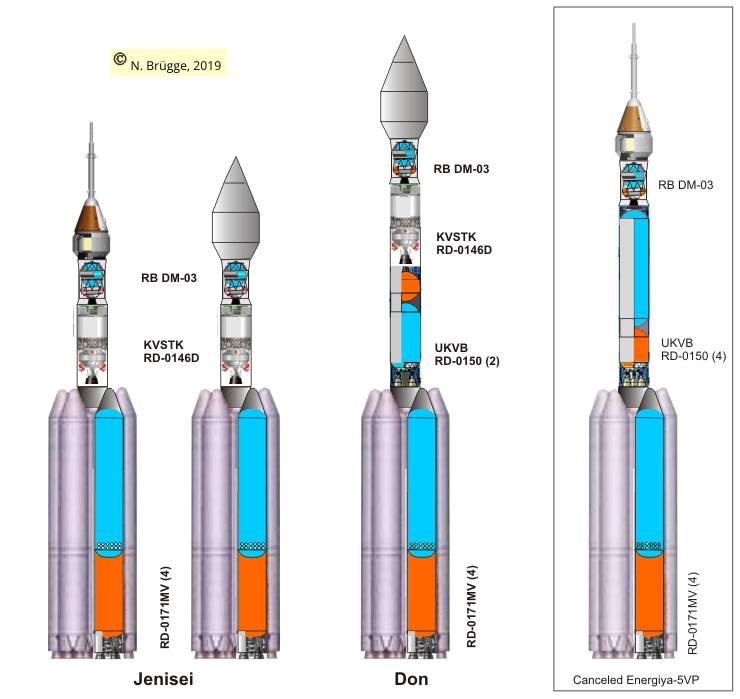 © N. Brügge, 2019
RB DM-03
KVSTK
RD-0146D
RD-0171MV (4)
Jenisei
RB DM-03
KVSTK
RD-0146D
UKVB
RD-0150 (2)
RD-0171MV (4)
Don
RB DM-03
UKVB
RD-0150 (4)
RD-0171MV (4)
Canceled Energiya-5VP